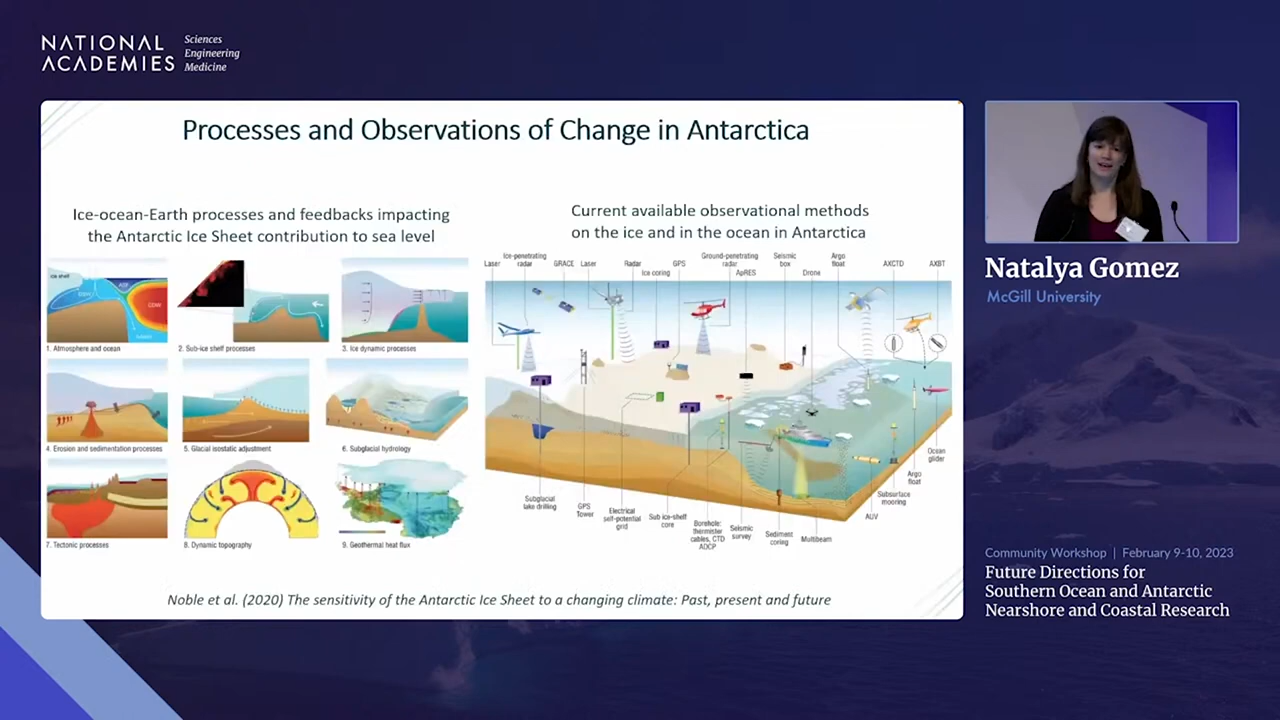 NATIONAL
ACADEMIES
Sciences
Engineering
Medicine
Processes and Observations of Change in Antarctica
Ice-ocean-Earth processes and feedbacks impacting
the Antarctic Ice Sheet contribution to sea level
Ice shelf
1. Atmosphere and ocean
2. Sub-ice shelf processes
3. Ice dynamic processes
4. Erosion and sedimentation processes
5. Glacial isostatic adjustment
6. Subglacial hydrology
7. Tectonic processes
8. Dynamic topography
9. Geothermal heat flux
Current available observational methods
on the ice and in the ocean in Antarctica
Laser
Ice-penetrating
radar
GRACE
Laser
Radar
Ice coring
GPS
Ground-penetrating
radar
ApRES
Seismic
box
Drone
Argo
float
AXCTD
AXBT
Subglacial
lake drilling
GPS
Tower
Electrical
self-potential
grid
Sub ice-shelf
core
Borehole:
thermister
cables, CTD
ADCP
Seismic
survey
Sediment
coring
Multibeam
AUV
Subsurface
mooring
Argo
float
Ocean
glider
Noble et al. (2020) The sensitivity of the Antarctic Ice Sheet to a changing climate: Past, present and future
Natalya Gomez
McGill University
Community Workshop | February 9-10, 2023
Future Directions for
Southern Ocean and Antarctic
Nearshore and Coastal Research